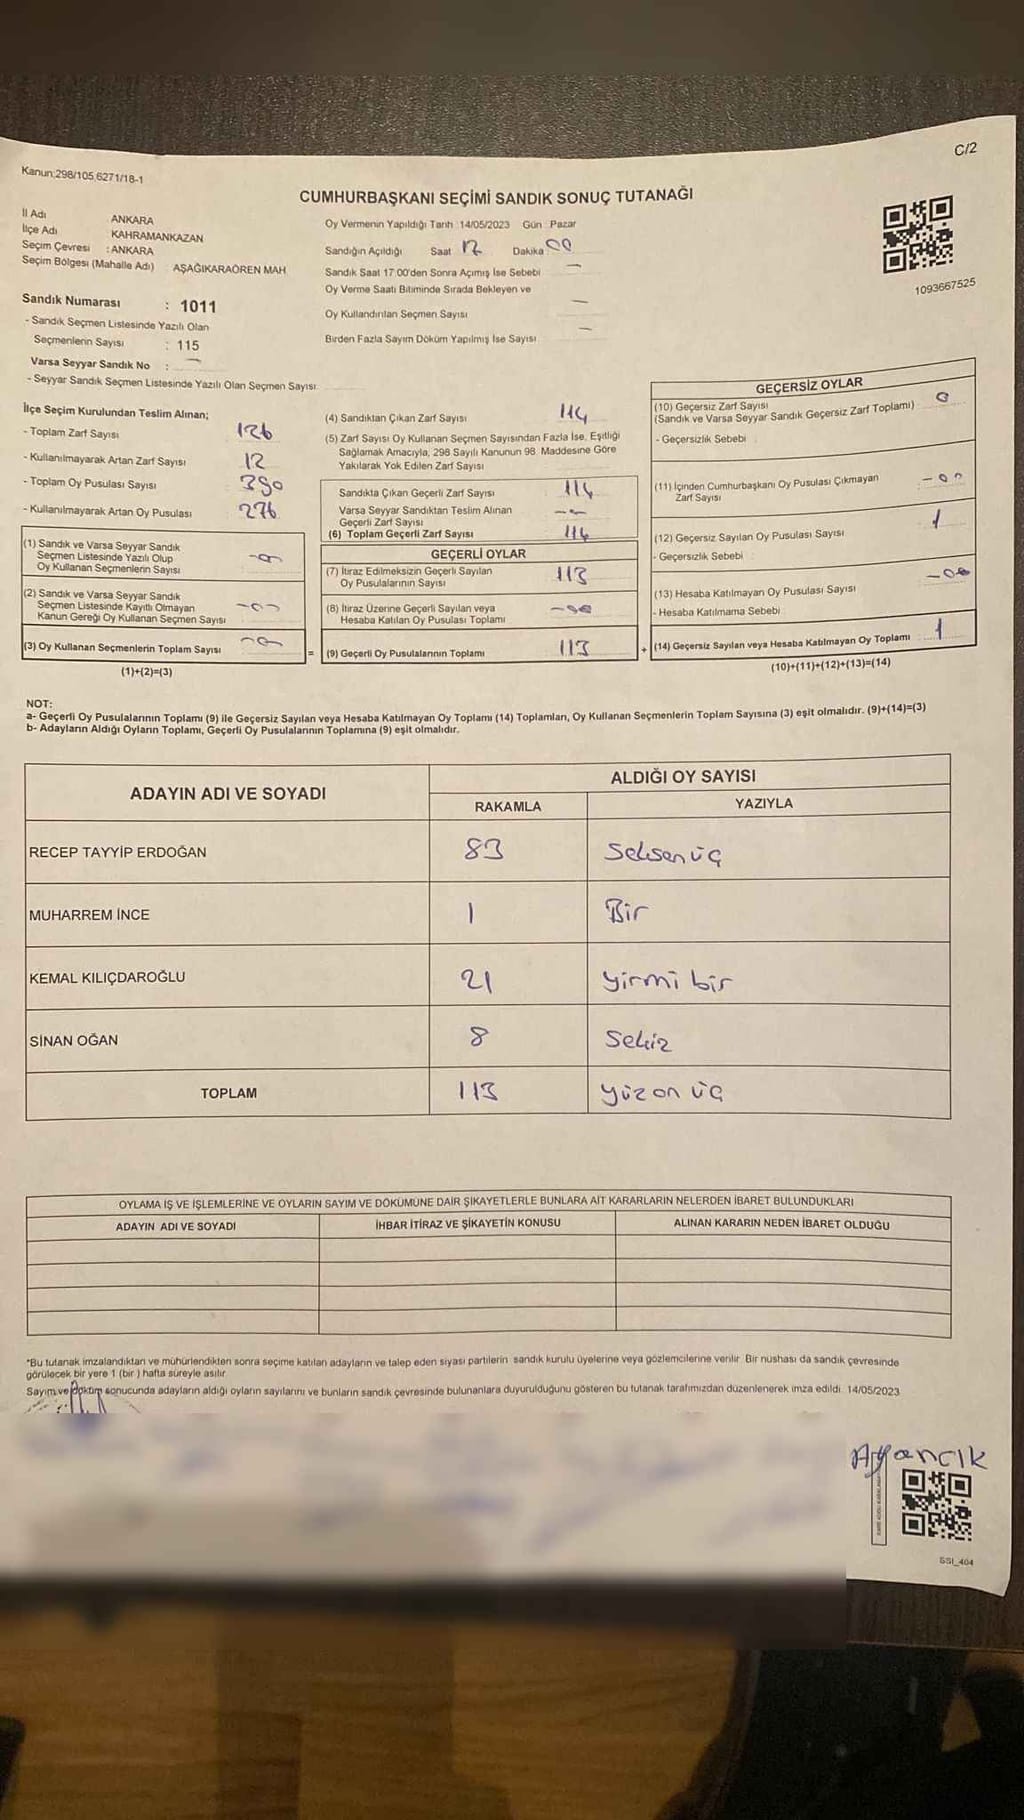 C/2
Kanun:298/105,6271/18-1
CUMHURBAŞKANI SEÇİMİ SANDIK SONUÇ TUTANAĞI
İl Adı ANKARA
İlçe Adı KAHRAMANKAZAN
Seçim Çevresi : ANKARA
Seçim Bölgesi (Mahalle Adı) AŞAĞIKARAÖREN MAH
Oy Vermenin Yapıldığı Tarih 14/05/2023 Gün Pazar
Sandığın Açıldığı Saat 17 Dakika 00
Sandık Saat 17:00'den Sonra Açımış İse Sebebi —
Oy Verme Saati Bitiminde Sırada Bekleyen ve
Oy Kullandırılan Seçmen Sayısı —
Birden Fazla Sayım Döküm Yapılmış İse Sayısı —
1093667525
Sandık Numarası : 1011
- Sandık Seçmen Listesinde Yazılı Olan
Seçmenlerin Sayısı : 115
Varsa Seyyar Sandık No : —
- Seyyar Sandık Seçmen Listesinde Yazılı Olan Seçmen Sayısı:
İlçe Seçim Kurulundan Teslim Alınan;
- Toplam Zarf Sayısı 126
- Kullanılmayarak Artan Zarf Sayısı 12
- Toplam Oy Pusulası Sayısı 390
- Kullanılmayarak Artan Oy Pusulası 276
(1) Sandık ve Varsa Seyyar Sandık
Seçmen Listesinde Yazılı Olup
Oy Kullanan Seçmenlerin Sayısı -0-
(2) Sandık ve Varsa Seyyar Sandık
Seçmen Listesinde Kayıtlı Olmayan
Kanun Gereği Oy Kullanan Seçmen Sayısı -0-
(3) Oy Kullanan Seçmenlerin Toplam Sayısı -0-
(1)+(2)=(3)
=
(4) Sandıktan Çıkan Zarf Sayısı 114
(5) Zarf Sayısı Oy Kullanan Seçmen Sayısından Fazla İse, Eşitliği
Sağlamak Amacıyla, 298 Sayılı Kanunun 98. Maddesine Göre
Yakılarak Yok Edilen Zarf Sayısı
Sandıkta Çıkan Geçerli Zarf Sayısı 114
Varsa Seyyar Sandıktan Teslim Alınan
Geçerli Zarf Sayısı -0-
(6) Toplam Geçerli Zarf Sayısı 114
GEÇERLİ OYLAR
(7) İtiraz Edilmeksizin Geçerli Sayılan
Oy Pusulalarının Sayısı 113
(8) İtiraz Üzerine Geçerli Sayılan veya
Hesaba Katılan Oy Pusulası Toplamı -00
(9) Geçerli Oy Pusulalarının Toplamı 113
+
GEÇERSİZ OYLAR
(10) Geçersiz Zarf Sayısı
(Sandık ve Varsa Seyyar Sandık Geçersiz Zarf Toplamı) 0
- Geçersizlik Sebebi
(11) İçinden Cumhurbaşkanı Oy Pusulası Çıkmayan
Zarf Sayısı -00
(12) Geçersiz Sayılan Oy Pusulası Sayısı 1
- Geçersizlik Sebebi
(13) Hesaba Katılmayan Oy Pusulası Sayısı -00
- Hesaba Katılmama Sebebi
(14) Geçersiz Sayılan veya Hesaba Katılmayan Oy Toplamı 1
(10)+(11)+(12)+(13)=(14)
NOT:
a- Geçerli Oy Pusulalarının Toplamı (9) ile Geçersiz Sayılan veya Hesaba Katılmayan Oy Toplamı (14) Toplamları, Oy Kullanan Seçmenlerin Toplam Sayısına (3) eşit olmalıdır. (9)+(14)=(3)
b- Adayların Aldığı Oyların Toplamı, Geçerli Oy Pusulalarının Toplamına (9) eşit olmalıdır.
ADAYIN ADI VE SOYADI
ALDIĞI OY SAYISI
RAKAMLA YAZIYLA
RECEP TAYYİP ERDOĞAN 83 Seksen üç
MUHARREM İNCE 1 Bir
KEMAL KILIÇDAROĞLU 21 yirmi bir
SİNAN OĞAN 8 Sekiz
TOPLAM 113 yüz on üç
OYLAMA İŞ VE İŞLEMLERİNE VE OYLARIN SAYIM VE DÖKÜMÜNE DAİR ŞİKAYETLERLE BUNLARA AİT KARARLARIN NELERDEN İBARET BULUNDUKLARI
ADAYIN ADI VE SOYADI İHBAR İTİRAZ VE ŞİKAYETİN KONUSU ALINAN KARARIN NEDEN İBARET OLDUĞU
*Bu tutanak imzalandıktan ve mühürlendikten sonra seçime katılan adayların ve talep eden siyasi partilerin sandık kurulu üyelerine veya gözlemcilerine verilir. Bir nüshası da sandık çevresinde
görülecek bir yere 1 (bir ) hafta süreyle asılır.
Sayım ve döküm sonucunda adayların aldığı oyların sayılarını ve bunların sandık çevresinde bulunanlara duyurulduğunu gösteren bu tutanak tarafımızdan düzenlenerek imza edildi. 14/05/2023
Ayancık
SSI_404